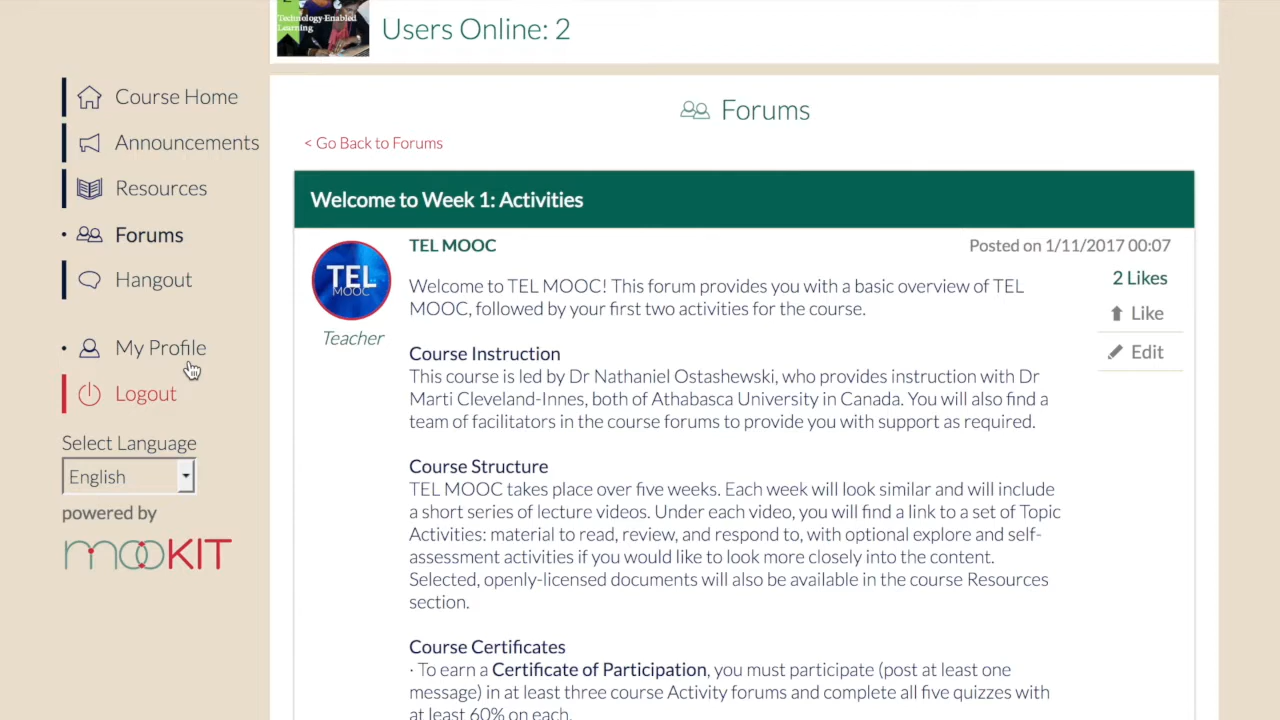 Technology-Enabled
Learning
Users Online: 2
Course Home
Announcements
Resources
Forums
Hangout
My Profile
Logout
Select Language
English
powered by
mooKIT
Forums
< Go Back to Forums
Welcome to Week 1: Activities
TEL
MOOC
Teacher
TEL MOOC
Posted on 1/11/2017 00:07
2 Likes
Like
Edit
Welcome to TEL MOOC! This forum provides you with a basic overview of TEL
MOOC, followed by your first two activities for the course.
Course Instruction
This course is led by Dr Nathaniel Ostashewski, who provides instruction with Dr
Marti Cleveland-Innes, both of Athabasca University in Canada. You will also find a
team of facilitators in the course forums to provide you with support as required.
Course Structure
TEL MOOC takes place over five weeks. Each week will look similar and will include
a short series of lecture videos. Under each video, you will find a link to a set of Topic
Activities: material to read, review, and respond to, with optional explore and self-
assessment activities if you would like to look more closely into the content.
Selected, openly-licensed documents will also be available in the course Resources
section.
Course Certificates
· To earn a Certificate of Participation, you must participate (post at least one
message) in at least three course Activity forums and complete all five quizzes with
at least 60% on each.